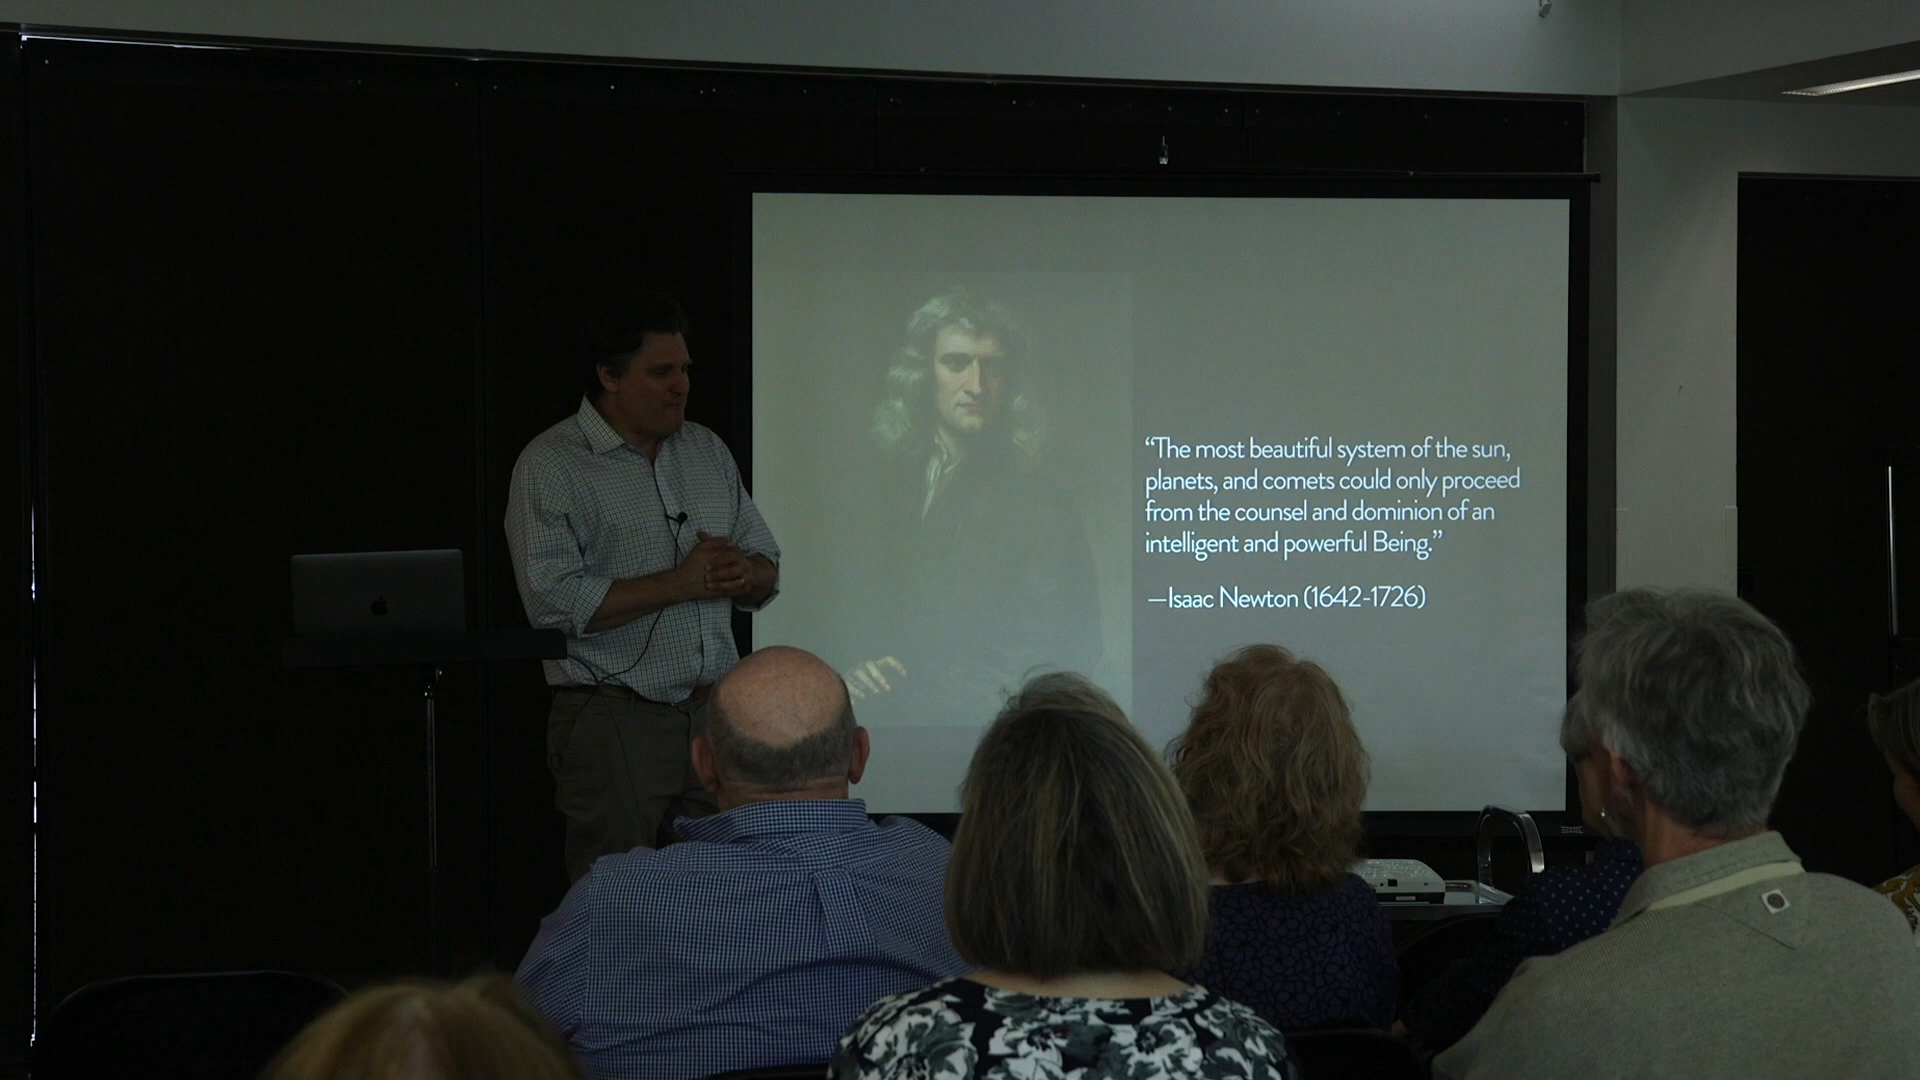 “The most beautiful system of the sun,
planets, and comets could only proceed
from the counsel and dominion of an
intelligent and powerful Being.”
—Isaac Newton (1642-1726)